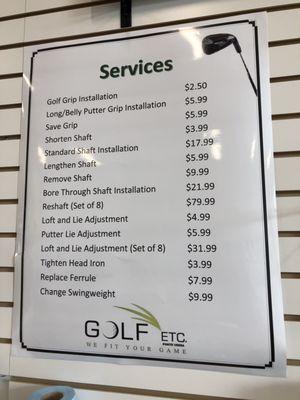 Services
Golf Grip Installation $2.50
Long/Belly Putter Grip Installation $5.99
Save Grip $5.99
Shorten Shaft $3.99
Standard Shaft Installation $17.99
Lengthen Shaft $5.99
Remove Shaft $9.99
Bore Through Shaft Installation $21.99
Reshaft (Set of 8) $79.99
Loft and Lie Adjustment $4.99
Putter Lie Adjustment $5.99
Loft and Lie Adjustment (Set of 8) $31.99
Tighten Head Iron $3.99
Replace Ferrule $7.99
Change Swingweight $9.99
GOLF ETC.
WE FIT YOUR GAME